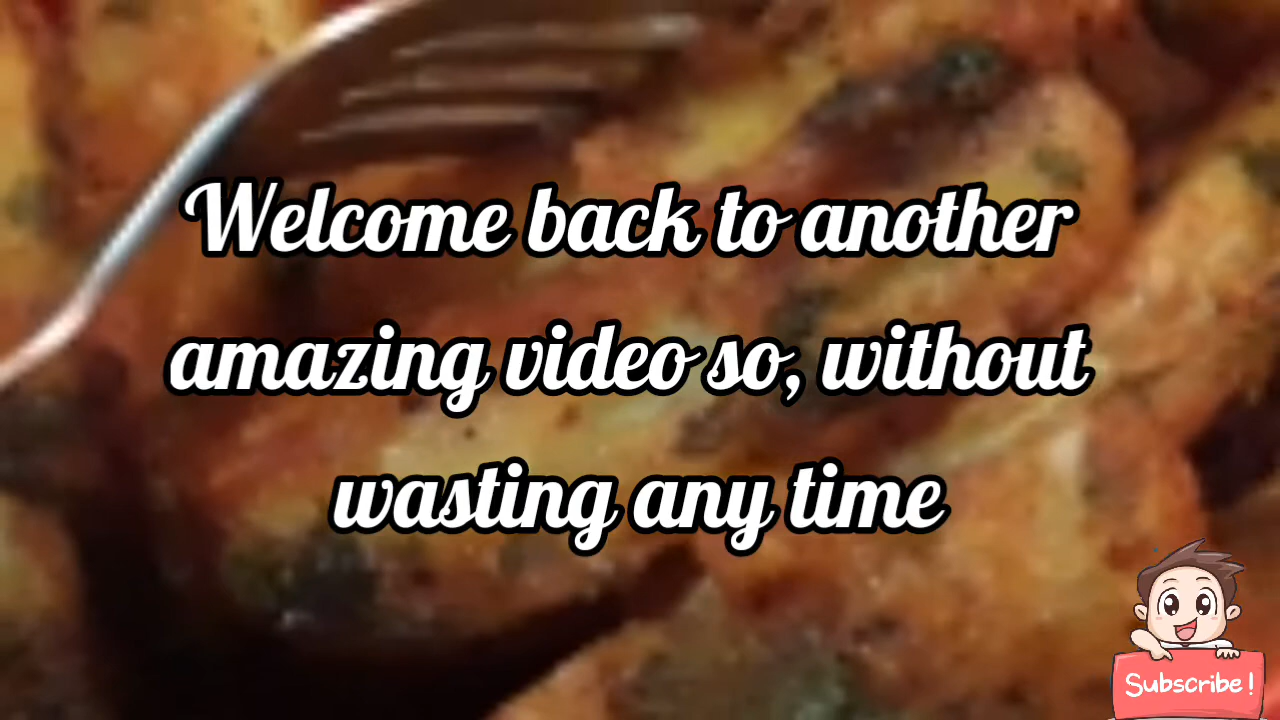 Welcome back to another
amazing video so, without
wasting any time
Subscribe!